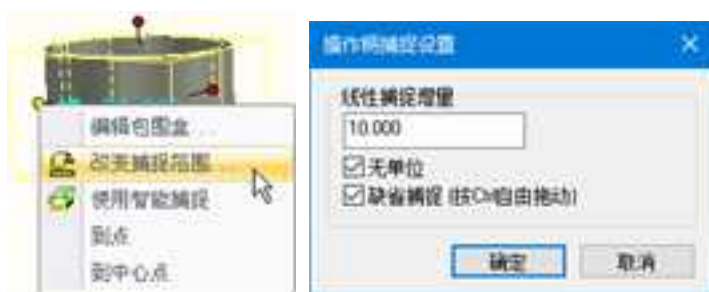 编辑包围盒
改变捕捉范围
使用智能捕捉
到点
到中心点
操作柄捕捉设置
线性捕捉增量
10.000
无单位
缺省捕捉 (按Ctrl自由拖动)
确定
取消